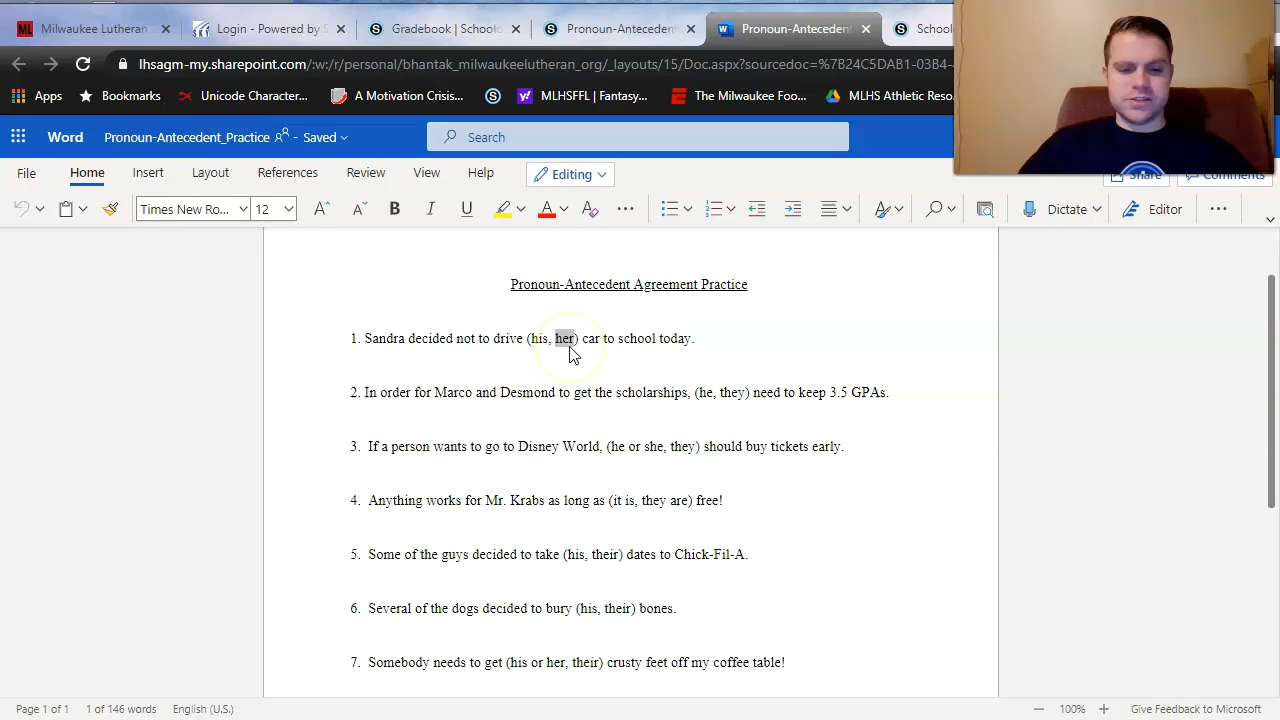 Milwaukee Lutheran
Login - Powered by S
Gradebook | Schoolo
Pronoun-Antecedent
Pronoun-Antecedent
Schoo
lhsagm-my.sharepoint.com/:w:/r/personal/bhantak_milwaukeelutheran_org/_layouts/15/Doc.aspx?sourcedoc=%7B24C5DAB1-03B4-
Apps
Bookmarks
Unicode Character...
A Motivation Crisis...
MLHSFFL | Fantasy...
The Milwaukee Foo...
MLHS Athletic Reso
Word
Pronoun-Antecedent_Practice - Saved
Search
File
Home
Insert
Layout
References
Review
View
Help
Editing
Share
Comments
Times New Ro...
12
Dictate
Editor
Pronoun-Antecedent Agreement Practice
1. Sandra decided not to drive (his, her) car to school today.
2. In order for Marco and Desmond to get the scholarships, (he, they) need to keep 3.5 GPAs.
3. If a person wants to go to Disney World, (he or she, they) should buy tickets early.
4. Anything works for Mr. Krabs as long as (it is, they are) free!
5. Some of the guys decided to take (his, their) dates to Chick-Fil-A.
6. Several of the dogs decided to bury (his, their) bones.
7. Somebody needs to get (his or her, their) crusty feet off my coffee table!
Page 1 of 1
1 of 146 words
English (U.S.)
100%
Give Feedback to Microsoft